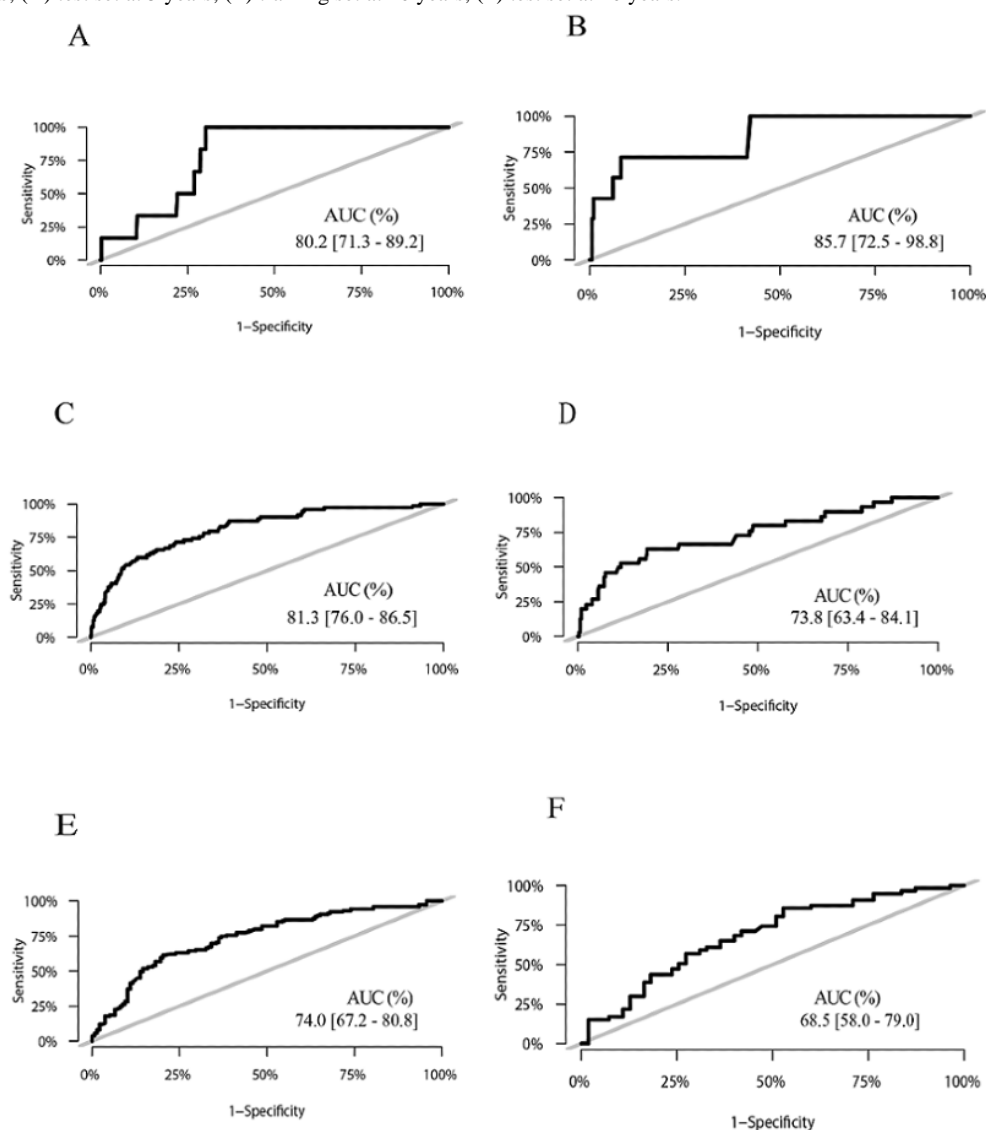 A
100%
75%
50%
25%
0%
Sensitivity
AUC (%)
80.2 [71.3 - 89.2]
0% 25% 50% 75% 100%
1−Specificity
B
100%
75%
50%
25%
0%
Sensitivity
AUC (%)
85.7 [72.5 - 98.8]
0% 25% 50% 75% 100%
1−Specificity
C
100%
75%
50%
25%
0%
Sensitivity
AUC (%)
81.3 [76.0 - 86.5]
0% 25% 50% 75% 100%
1−Specificity
D
100%
75%
50%
25%
0%
Sensitivity
AUC (%)
73.8 [63.4 - 84.1]
0% 25% 50% 75% 100%
1−Specificity
E
100%
75%
50%
25%
0%
Sensitivity
AUC (%)
74.0 [67.2 - 80.8]
0% 25% 50% 75% 100%
1−Specificity
F
100%
75%
50%
25%
0%
Sensitivity
AUC (%)
68.5 [58.0 - 79.0]
0% 25% 50% 75% 100%
1−Specificity